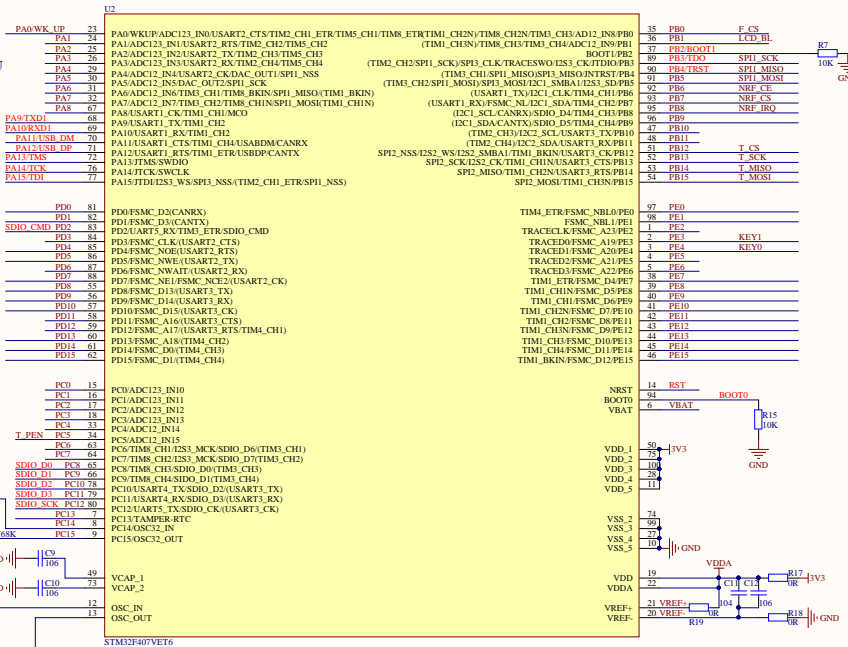 U2
PA0/WK_UP 23 PA0/WKUP/ADC123_IN0/USART2_CTS/TIM2_CH1_ETR/TIM5_CH1/TIM8_ETR
PA1 24 PA1/ADC123_IN1/USART2_RTS/TIM2_CH2/TIM5_CH2
PA2 25 PA2/ADC123_IN2/USART2_TX/TIM2_CH3/TIM5_CH3
PA3 26 PA3/ADC123_IN3/USART2_RX/TIM2_CH4/TIM5_CH4
PA4 29 PA4/ADC12_IN4/USART2_CK/DAC_OUT1/SPI1_NSS
PA5 30 PA5/ADC12_IN5/DAC_OUT2/SPI1_SCK
PA6 31 PA6/ADC12_IN6/TIM3_CH1/TIM8_BKIN/SPI1_MISO/(TIM1_BKIN)
PA7 32 PA7/ADC12_IN7/TIM3_CH2/TIM8_CH1N/SPI1_MOSI(TIM1_CH1N)
PA8 67 PA8/USART1_CK/TIM1_CH1/MCO
PA9/TXD1 68 PA9/USART1_TX/TIM1_CH2
PA10/RXD1 69 PA10/USART1_RX/TIM1_CH2
PA11/USB_DM 70 PA11/USART1_CTS/TIM1_CH4/USABDM/CANRX
PA12/USB_DP 71 PA12/USART1_RTS/TIM1_ETR/USBDP/CANTX
PA13/TMS 72 PA13/JTMS/SWDIO
PA14/TCK 76 PA14/JTCK/SWCLK
PA15/TDI 77 PA15/JTDI/I2S3_WS/SPI3_NSS/(TIM2_CH1_ETR/SPI1_NSS)
(TIM1_CH2N)/TIM8_CH2N/TIM3_CH3/AD12_IN8/PB0 35 PB0 F_CS
(TIM1_CH3N)/TIM8_CH3/TIM3_CH4/ADC12_IN9/PB1 36 PB1 LCD_BL
BOOT1/PB2 37 PB2/BOOT1
(TIM2_CH2/SPI1_SCK)/SPI3_CLK/TRACESWO/I2S3_CK/JTDIO/PB3 89 PB3/TDO SPI1_SCK
(TIM3_CH1/SPI1_MISO)SPI3_MISO/JNTRST/PB4 90 PB4/TRST SPI1_MISO
(TIM3_CH2/SPI1_MOSI)/SPI3_MOSI/I2C1_SMBA1/I2S3_SD/PB5 91 PB5 SPI1_MOSI
(USART1_TX)/I2C1_CLK/TIM4_CH1/PB6 92 PB6 NRF_CE
(USART1_RX)/FSMC_NL/I2C1_SDA/TIM4_CH2/PB7 93 PB7 NRF_CS
(I2C1_SCL/CANRX)/SDIO_D4/TIM4_CH3/PB8 95 PB8 NRF_IRQ
(I2C1_SDA/CANTX)/SDIO_D5/TIM4_CH4/PB9 96 PB9
(TIM2_CH3)/I2C2_SCL/USART3_TX/PB10 47 PB10
(TIM2_CH4)/I2C2_SDA/USART3_RX/PB11 48 PB11
SPI2_NSS/I2S2_WS/I2S2_SMBA1/TIM1_BKIN/USART3_CK/PB12 51 PB12 T_CS
SPI2_SCK/I2S2_CK/TIM1_CH1N/USART3_CTS/PB13 52 PB13 T_SCK
SPI2_MISO/TIM1_CH2N/USART3_RTS/PB14 53 PB14 T_MISO
SPI2_MOSI/TIM1_CH3N/PB15 54 PB15 T_MOSI
R7
10K
PD0 81 PD0/FSMC_D2(CANRX)
PD1 82 PD1/FSMC_D3/(CANTX)
SDIO_CMD PD2 83 PD2/UART5_RX/TIM3_ETR/SDIO_CMD
PD3 84 PD3/FSMC_CLK/(USART2_CTS)
PD4 85 PD4/FSMC_NOE(USART2_RTS)
PD5 86 PD5/FSMC_NWE/(USART2_TX)
PD6 87 PD6/FSMC_NWAIT/(USART2_RX)
PD7 88 PD7/FSMC_NE1/FSMC_NCE2/(USART2_CK)
PD8 55 PD8/FSMC_D13/(USART3_TX)
PD9 56 PD9/FSMC_D14/(USART3_RX)
PD10 57 PD10/FSMC_D15/(USART3_CK)
PD11 58 PD11/FSMC_A16/(USART3_CTS)
PD12 59 PD12/FSMC_A17/(USART3_RTS/TIM4_CH1)
PD13 60 PD13/FSMC_A18/(TIM4_CH2)
PD14 61 PD14/FSMC_D0/(TIM4_CH3)
PD15 62 PD15/FSMC_D1/(TIM4_CH4)
TIM4_ETR/FSMC_NBL0/PE0 97 PE0
FSMC_NBL1/PE1 98 PE1
TRACECLK/FSMC_A23/PE2 1 PE2
TRACED0/FSMC_A19/PE3 2 PE3 KEY1
TRACED1/FSMC_A20/PE4 3 PE4 KEY0
TRACED2/FSMC_A21/PE5 4 PE5
TRACED3/FSMC_A22/PE6 5 PE6
TIM1_ETR/FSMC_D4/PE7 38 PE7
TIM1_CH1N/FSMC_D5/PE8 39 PE8
TIM1_CH1/FSMC_D6/PE9 40 PE9
TIM1_CH2N/FSMC_D7/PE10 41 PE10
TIM1_CH2/FSMC_D8/PE11 42 PE11
TIM1_CH3N/FSMC_D9/PE12 43 PE12
TIM1_CH3/FSMC_D10/PE13 44 PE13
TIM1_CH4/FSMC_D11/PE14 45 PE14
TIM1_BKIN/FSMC_D12/PE15 46 PE15
PC0 15 PC0/ADC123_IN10
PC1 16 PC1/ADC123_IN11
PC2 17 PC2/ADC123_IN12
PC3 18 PC3/ADC123_IN13
PC4 33 PC4/ADC12_IN14
T_PEN PC5 34 PC5/ADC12_IN15
PC6 63 PC6/TIM8_CH1/I2S3_MCK/SDIO_D6/(TIM3_CH1)
PC7 64 PC7/TIM8_CH2/I2S3_MCK/SDIO_D7(TIM3_CH2)
SDIO_D0 PC8 65 PC8/TIM8_CH3/SDIO_D0/(TIM3_CH3)
SDIO_D1 PC9 66 PC9/TIM8_CH4/SIDO_D1(TIM3_CH4)
SDIO_D2 PC10 78 PC10/USART4_TX/SDIO_D2/(USART3_TX)
SDIO_D3 PC11 79 PC11/USART4_RX/SDIO_D3/(USART3_RX)
SDIO_SCK PC12 80 PC12/UART5_TX/SDIO_CK/(USART3_CK)
PC13 7 PC13/TAMPER-RTC
PC14 8 PC14/OSC32_IN
PC15 9 PC15/OSC32_OUT
68K
NRST 14 RST
BOOT0 94 BOOT0
VBAT 6 VBAT
R15
10K
GND
VDD_1 50 3V3
VDD_2 75
VDD_3 100
VDD_4 28
VDD_5 11
VSS_2 74
VSS_3 99
VSS_4 27
VSS_5 10 GND
C9
106
49 VCAP_1
C10
106
73 VCAP_2
12 OSC_IN
13 OSC_OUT
VDDA
VDD 19
VDDA 22
C11
104
C12
106
R17
0R
3V3
VREF+ 21 VREF+
VREF- 20 VREF-
R19
0R
R18
0R
GND
STM32F407VET6